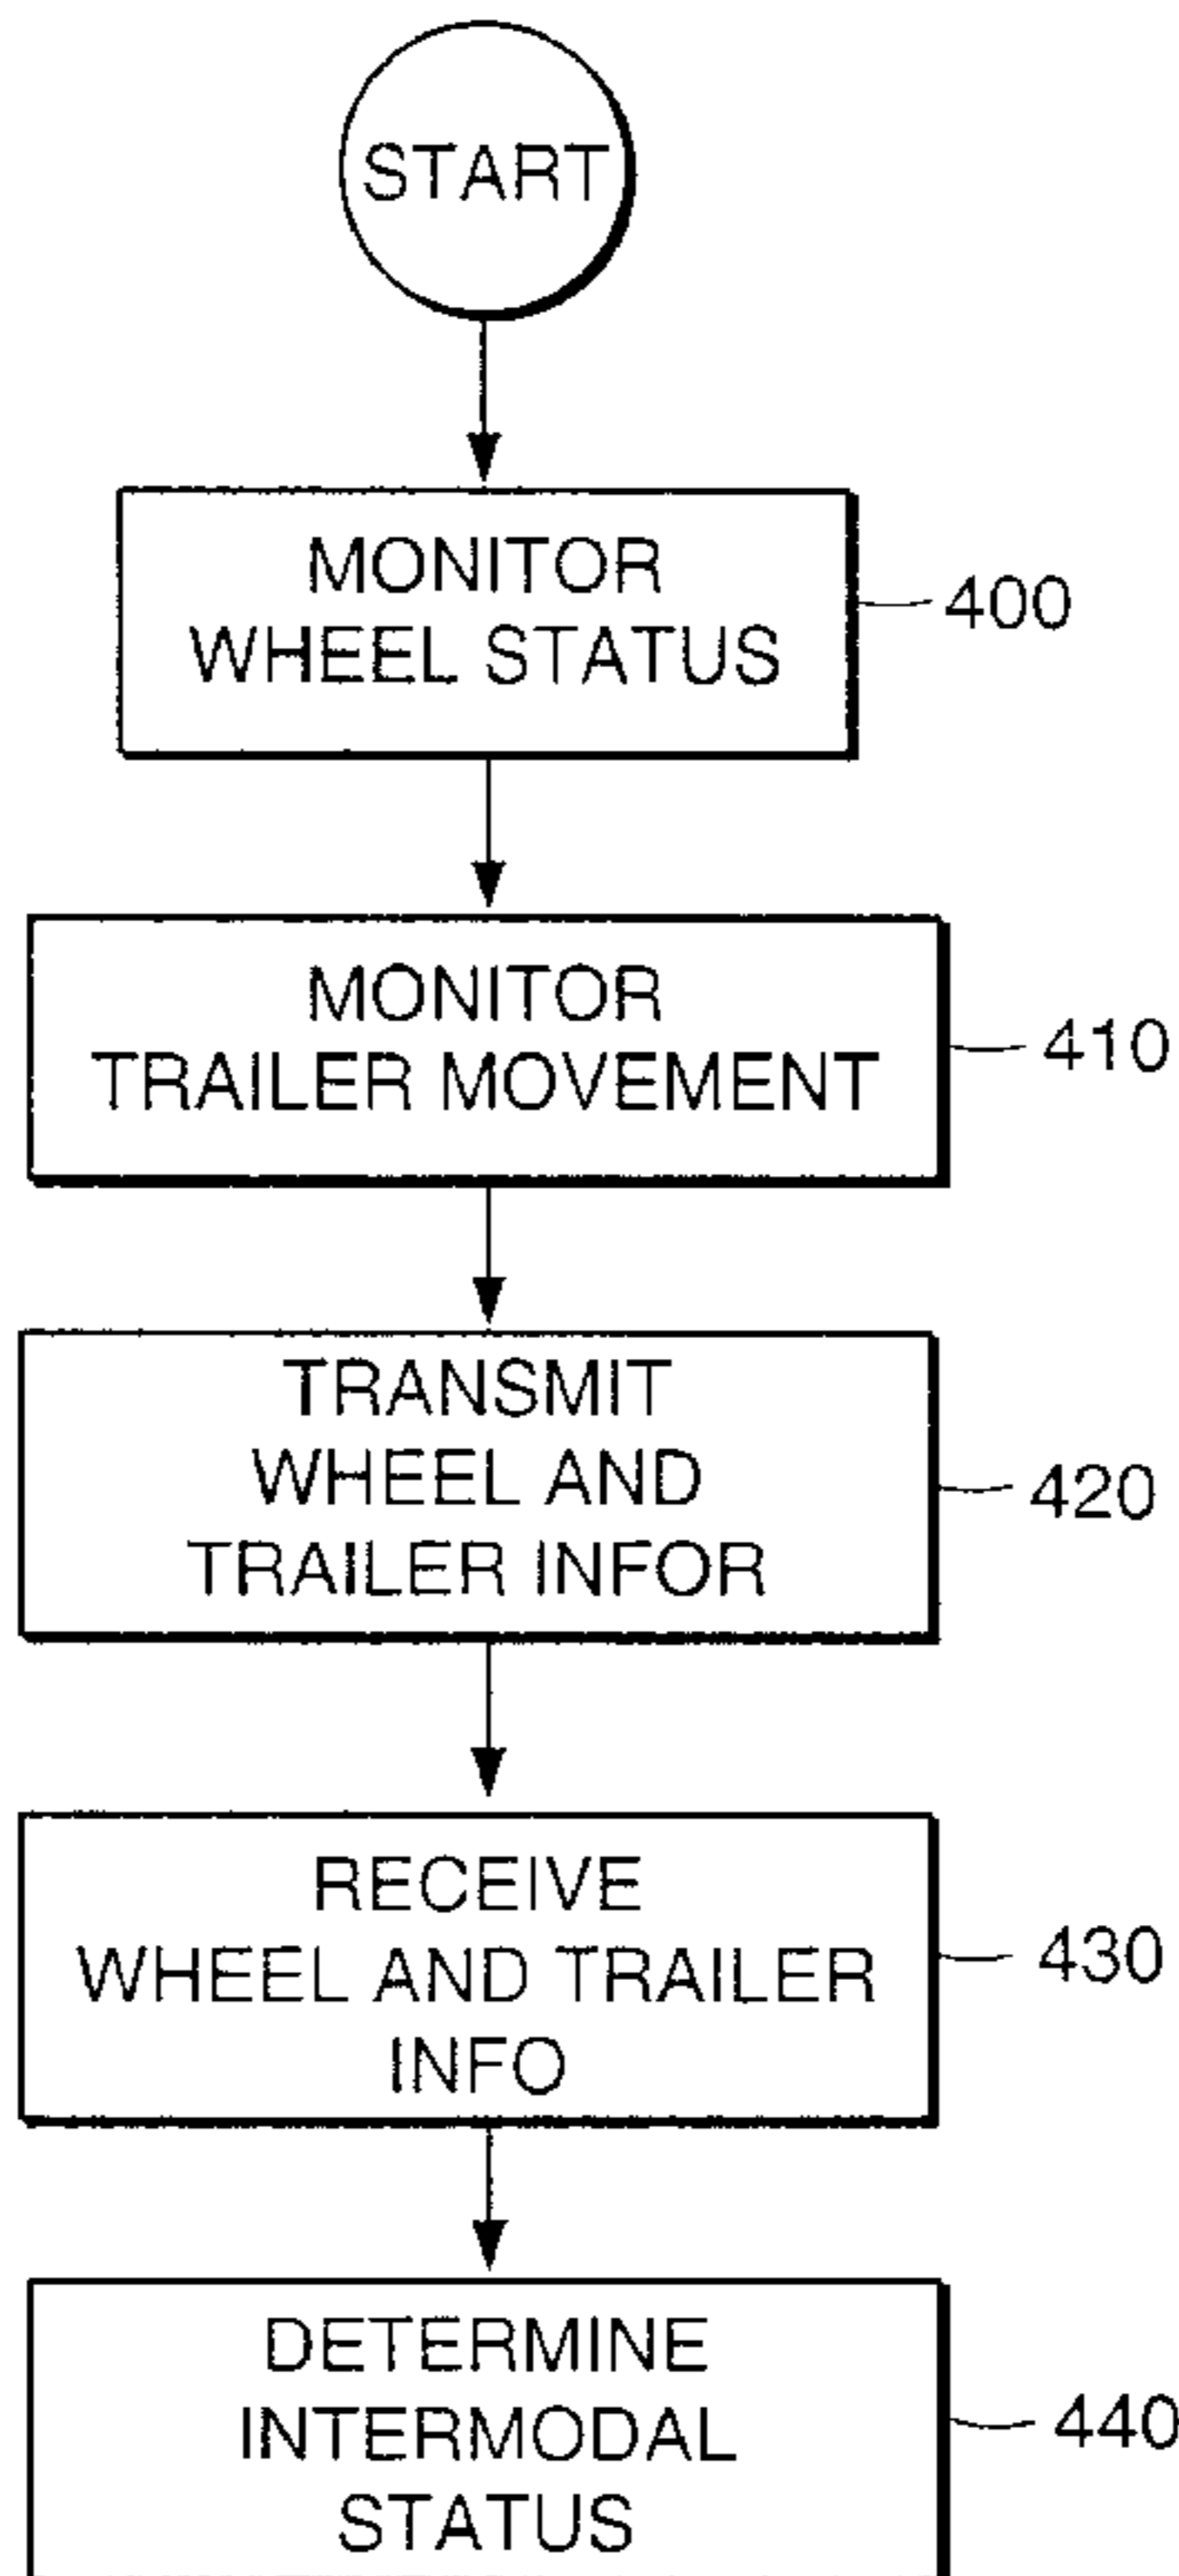 START
MONITOR
WHEEL STATUS
400
MONITOR
TRAILER MOVEMENT
410
TRANSMIT
WHEEL AND
TRAILER INFOR
420
RECEIVE
WHEEL AND TRAILER
INFO
430
DETERMINE
INTERMODAL
STATUS
440